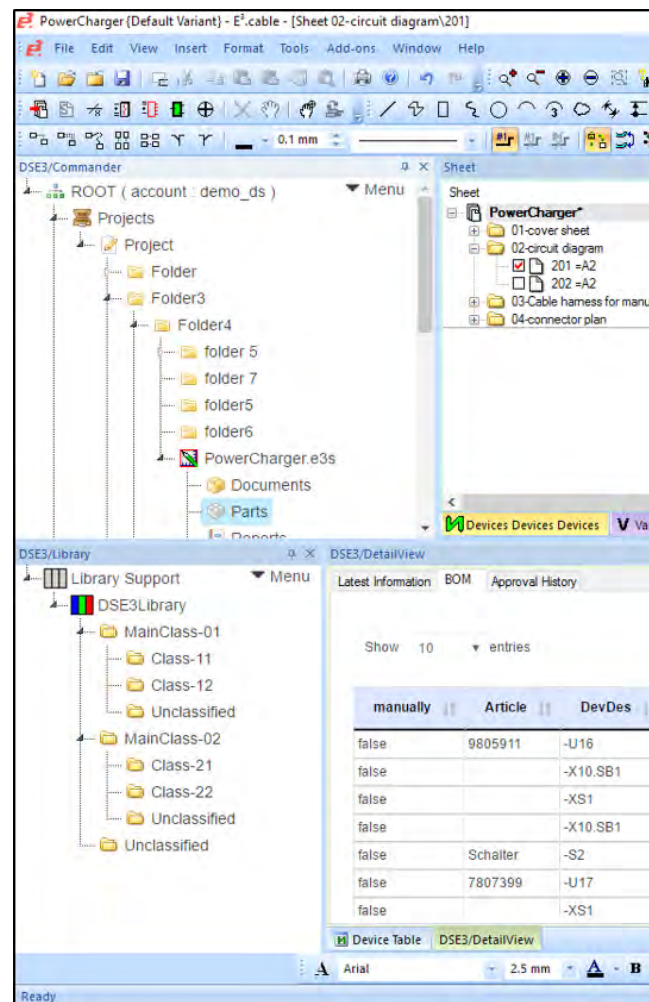 PowerCharger {Default Variant} - E³.cable - [Sheet 02-circuit diagram\201]
File Edit View Insert Format Tools Add-ons Window Help
0.1 mm
DSE3/Commander
ROOT ( account : demo_ds )
Menu
Projects
Project
Folder
Folder3
Folder4
folder 5
folder 7
folder5
folder6
PowerCharger.e3s
Documents
Parts
Reports
Sheet
Sheet
PowerCharger*
01-cover sheet
02-circuit diagram
201 =A2
202 =A2
03-Cable harness for manu
04-connector plan
Devices Devices Devices
Va
DSE3/Library
Library Support
Menu
DSE3Library
MainClass-01
Class-11
Class-12
Unclassified
MainClass-02
Class-21
Class-22
Unclassified
Unclassified
DSE3/DetailView
Latest Information BOM Approval History
Show 10 entries
manually Article DevDes
false 9805911 -U16
false -X10.SB1
false -XS1
false -X10.SB1
false Schalter -S2
false 7807399 -U17
false -XS1
Device Table DSE3/DetailView
A Arial 2.5 mm A B
Ready